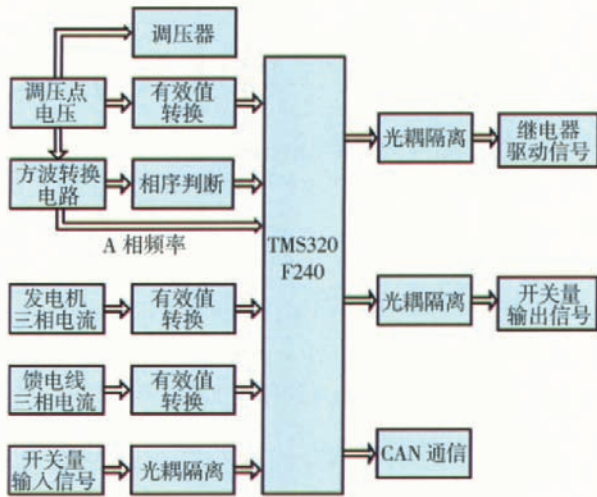 调压器
调压点
电压
有效值
转换
方波转换
电路
相序判断
A 相频率
发电机
三相电流
有效值
转换
馈电线
三相电流
有效值
转换
开关量
输入信号
光耦隔离
TMS320
F240
光耦隔离
继电器
驱动信号
光耦隔离
开关量
输出信号
CAN 通信